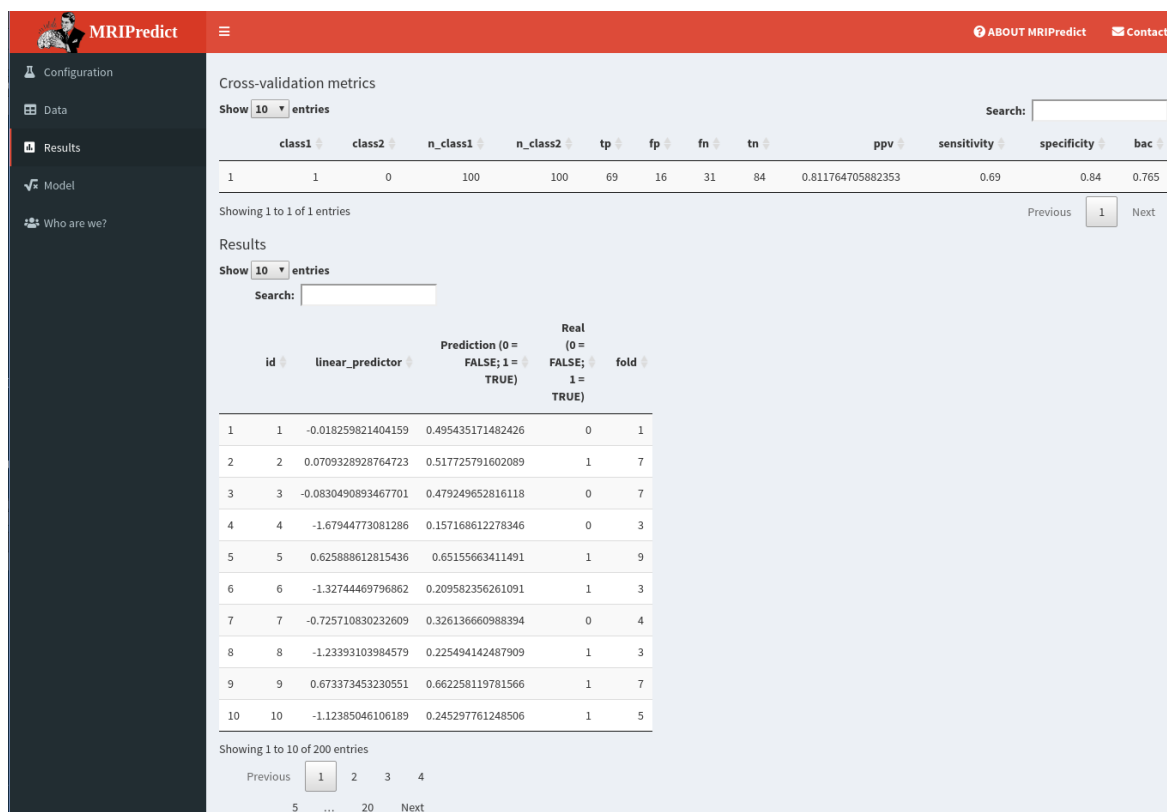 MRIPredict
ABOUT MRIPredict Contact
Configuration
Data
Results
Model
Who are we?
Cross-validation metrics
Show 10 entries
Search:
class1 class2 n_class1 n_class2 tp fp fn tn ppv sensitivity specificity bac
1 1 0 100 100 69 16 31 84 0.811764705882353 0.69 0.84 0.765
Showing 1 to 1 of 1 entries
Previous 1 Next
Results
Show 10 entries
Search:
id linear_predictor Prediction (0 = FALSE; 1 = TRUE) Real (0 = FALSE; 1 = TRUE) fold
1 1 -0.018259821404159 0.495435171482426 0 1
2 2 0.0709328928764723 0.517725791602089 1 7
3 3 -0.0830490893467701 0.479249652816118 0 7
4 4 -1.67944773081286 0.157168612278346 0 3
5 5 0.625888612815436 0.65155663411491 1 9
6 6 -1.32744469796862 0.209582356261091 1 3
7 7 -0.725710830232609 0.326136660988394 0 4
8 8 -1.23393103984579 0.225494142487909 1 3
9 9 0.673373453230551 0.662258119781566 1 7
10 10 -1.12385046106189 0.245297761248506 1 5
Showing 1 to 10 of 200 entries
Previous 1 2 3 4
5 … 20 Next